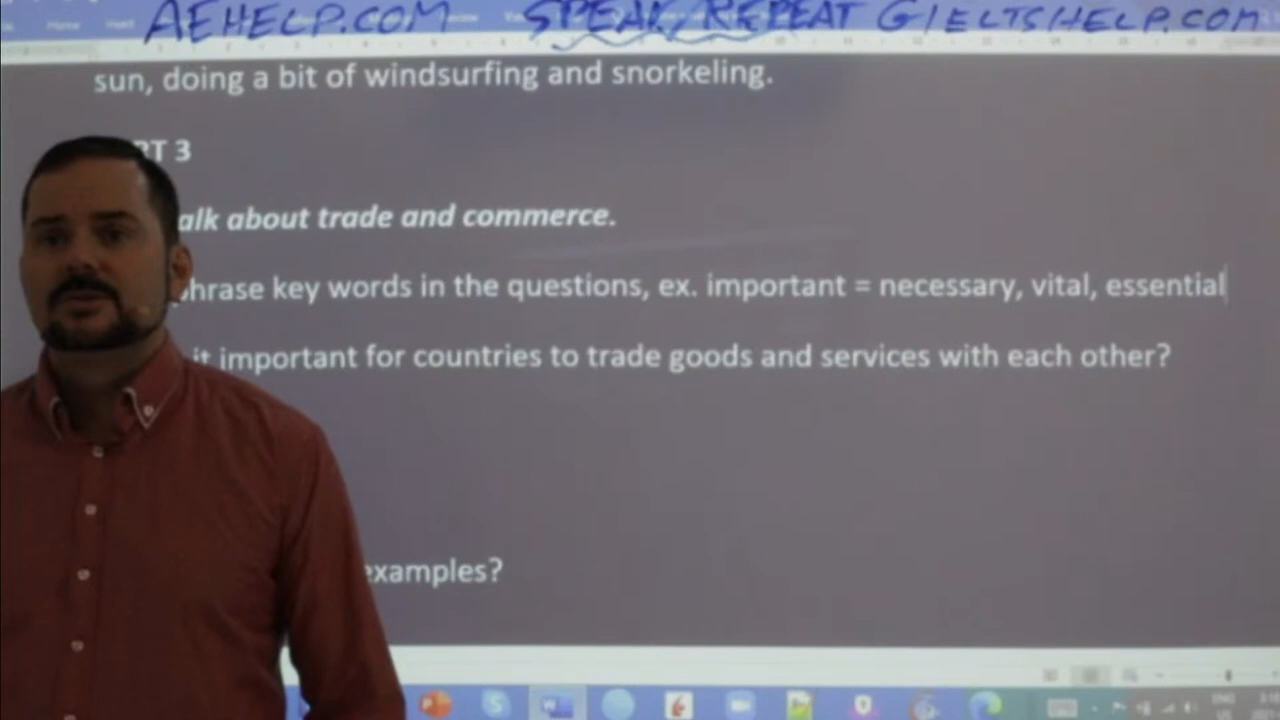 AEHELP.COM SPEAK REPEAT GIELTSHELP.COM
sun, doing a bit of windsurfing and snorkeling.
RT 3
alk about trade and commerce.
phrase key words in the questions, ex. important = necessary, vital, essential
it important for countries to trade goods and services with each other?
examples?